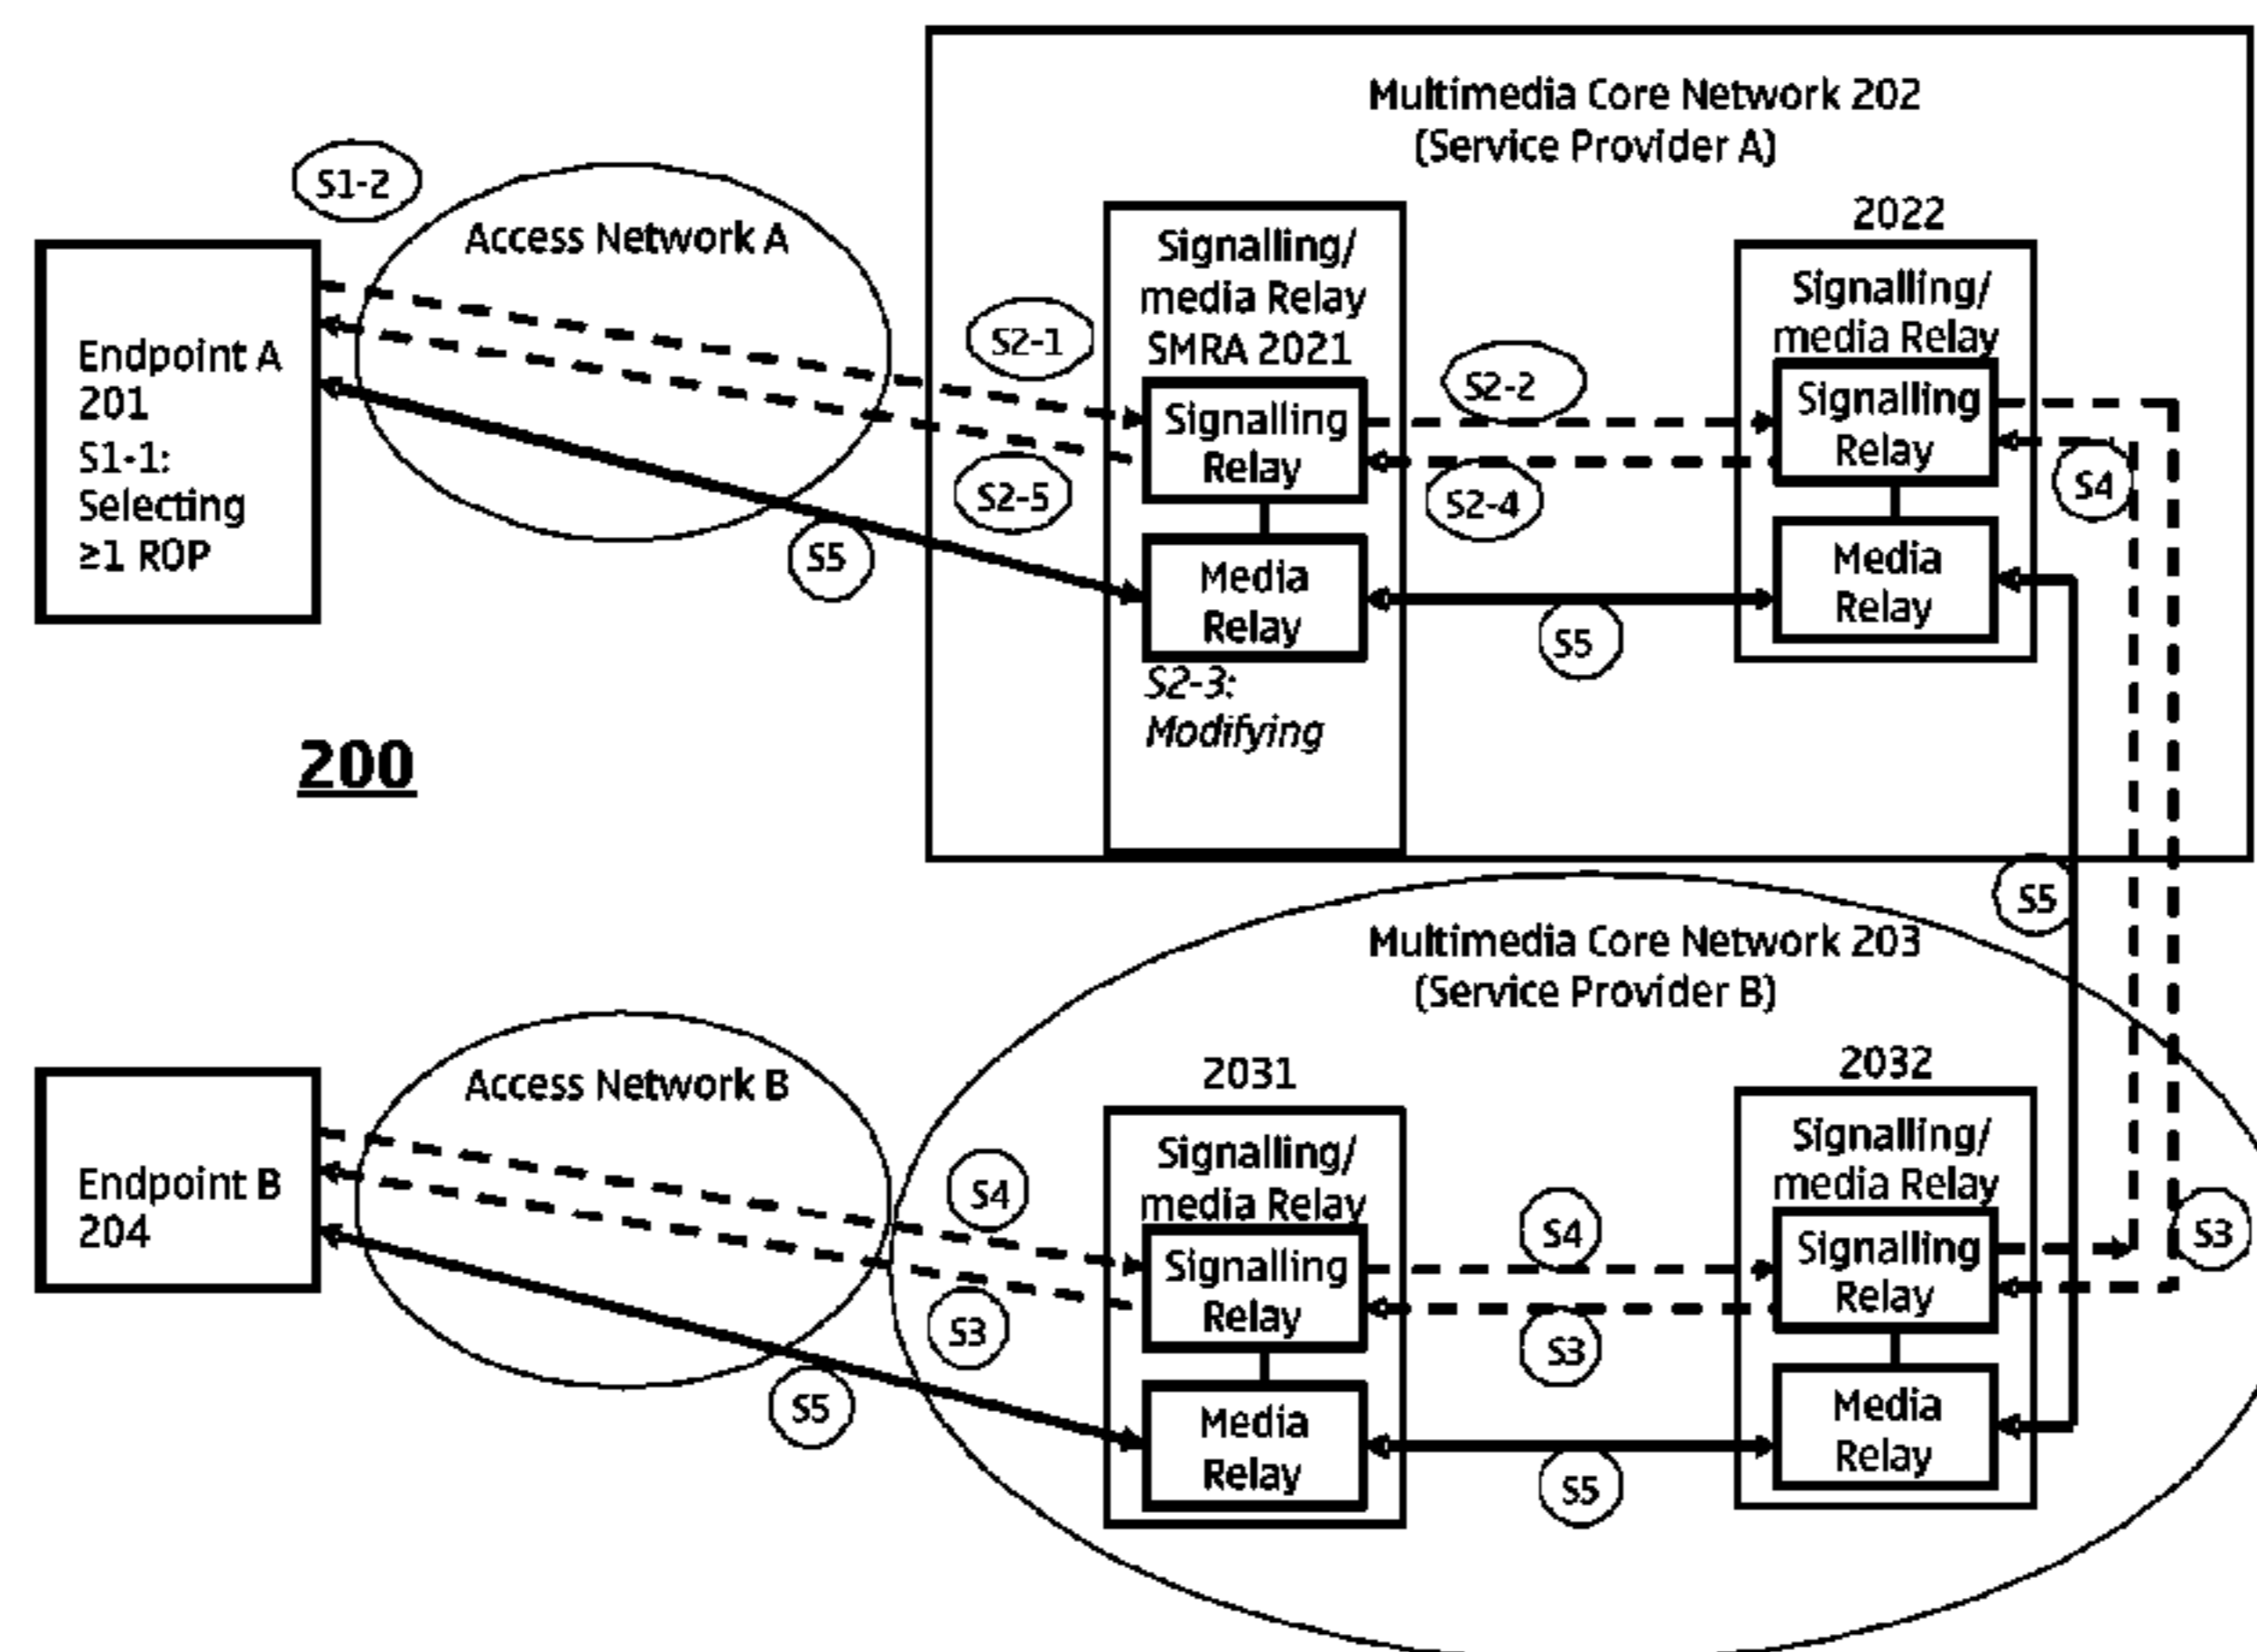 Multimedia Core Network 202
(Service Provider A)
S1-2
Access Network A
Endpoint A
201
S1-1:
Selecting
≥1 ROP
S2-1
S2-5
S5
Signalling/
media Relay
SMRA 2021
Signalling
Relay
Media
Relay
S2-3:
Modifying
S2-2
S2-4
S5
2022
Signalling/
media Relay
Signalling
Relay
Media
Relay
S4
200
S5
Multimedia Core Network 203
(Service Provider B)
Access Network B
Endpoint B
204
S4
S3
S5
2031
Signalling/
media Relay
Signalling
Relay
Media
Relay
S4
S3
S5
2032
Signalling/
media Relay
Signalling
Relay
Media
Relay
S3